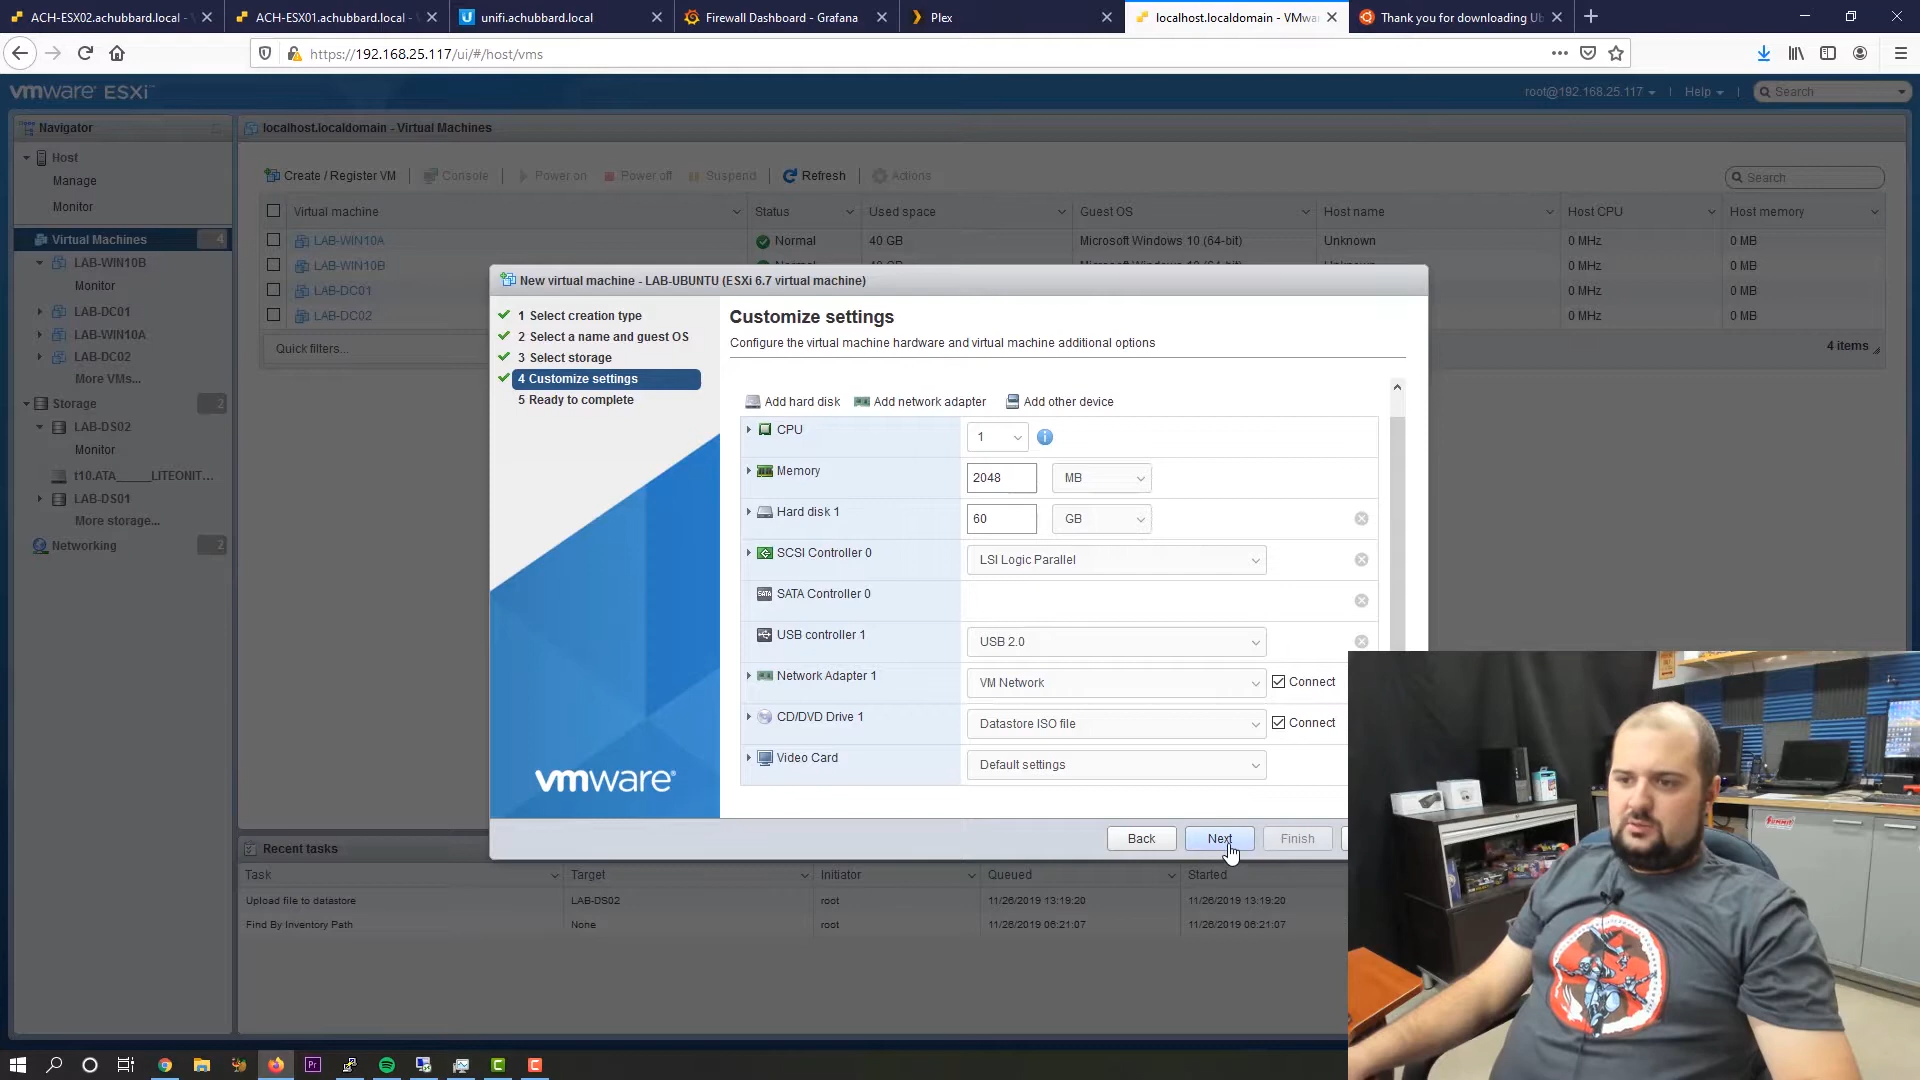 ACH-ESX02.achubbard.local -
ACH-ESX01.achubbard.local -
unifi.achubbard.local
Firewall Dashboard - Grafana
Plex
localhost.localdomain - VMwa
Thank you for downloading Ub
https://192.168.25.117/ui/#/host/vms
vmware ESXi
root@192.168.25.117
Help
Search
Navigator
localhost.localdomain - Virtual Machines
Host
Manage
Monitor
Virtual Machines 4
LAB-WIN10B
Monitor
LAB-DC01
LAB-WIN10A
LAB-DC02
More VMs...
Storage 2
LAB-DS02
Monitor
t10.ATA_____LITEONIT...
LAB-DS01
More storage...
Networking 2
Create / Register VM
Console
Power on
Power off
Suspend
Refresh
Actions
Search
Virtual machine Status Used space Guest OS Host name Host CPU Host memory
LAB-WIN10A Normal 40 GB Microsoft Windows 10 (64-bit) Unknown 0 MHz 0 MB
LAB-WIN10B 0 MHz 0 MB
LAB-DC01 0 MHz 0 MB
LAB-DC02 0 MHz 0 MB
Quick filters...
4 items
New virtual machine - LAB-UBUNTU (ESXi 6.7 virtual machine)
1 Select creation type
2 Select a name and guest OS
3 Select storage
4 Customize settings
5 Ready to complete
vmware
Customize settings
Configure the virtual machine hardware and virtual machine additional options
Add hard disk Add network adapter Add other device
CPU 1
Memory 2048 MB
Hard disk 1 60 GB
SCSI Controller 0 LSI Logic Parallel
SATA Controller 0
USB controller 1 USB 2.0
Network Adapter 1 VM Network Connect
CD/DVD Drive 1 Datastore ISO file Connect
Video Card Default settings
Back Next Finish
Recent tasks
Task Target Initiator Queued Started
Upload file to datastore LAB-DS02 root 11/26/2019 13:19:20 11/26/2019 13:19:20
Find By Inventory Path None root 11/26/2019 06:21:07 11/26/2019 06:21:07